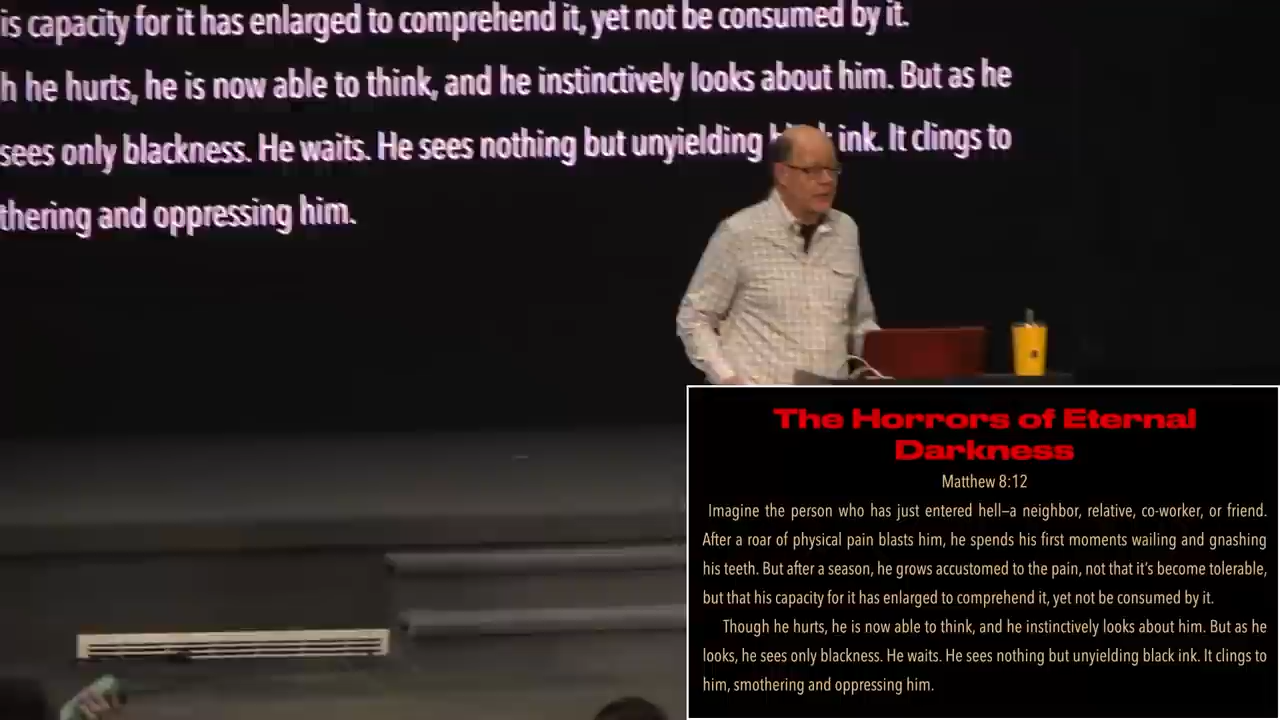 is capacity for it has enlarged to comprehend it, yet not be consumed by it.
h he hurts, he is now able to think, and he instinctively looks about him. But as he
sees only blackness. He waits. He sees nothing but unyielding ink. It clings to
thering and oppressing him.
The Horrors of Eternal
Darkness
Matthew 8:12
Imagine the person who has just entered hell–a neighbor, relative, co-worker, or friend.
After a roar of physical pain blasts him, he spends his first moments wailing and gnashing
his teeth. But after a season, he grows accustomed to the pain, not that it's become tolerable,
but that his capacity for it has enlarged to comprehend it, yet not be consumed by it.
Though he hurts, he is now able to think, and he instinctively looks about him. But as he
looks, he sees only blackness. He waits. He sees nothing but unyielding black ink. It clings to
him, smothering and oppressing him.